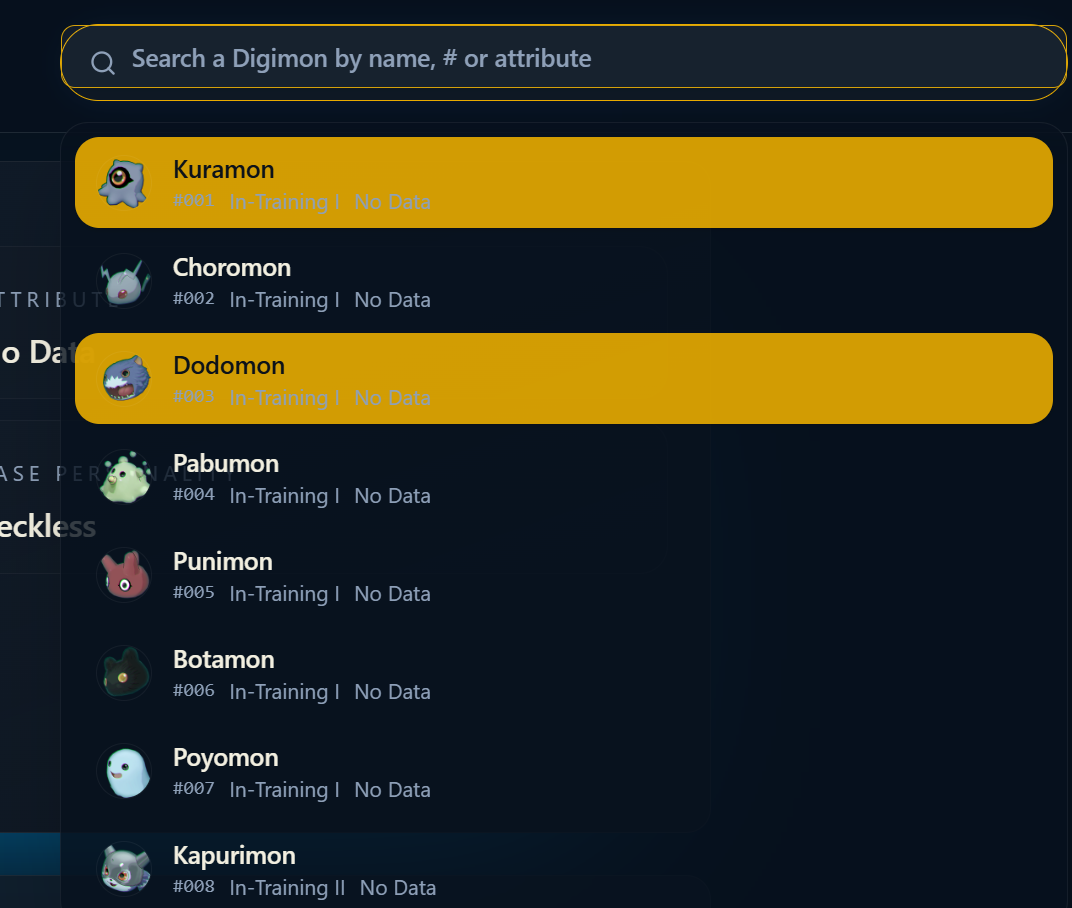 Search a Digimon by name, # or attribute
Kuramon
#001 In-Training I No Data
Choromon
#002 In-Training I No Data
Dodomon
#003 In-Training I No Data
Pabumon
#004 In-Training I No Data
Punimon
#005 In-Training I No Data
Botamon
#006 In-Training I No Data
Poyomon
#007 In-Training I No Data
Kapurimon
#008 In-Training II No Data
TTRIBUTE
o Data
ASE PERSONALITY
eckless